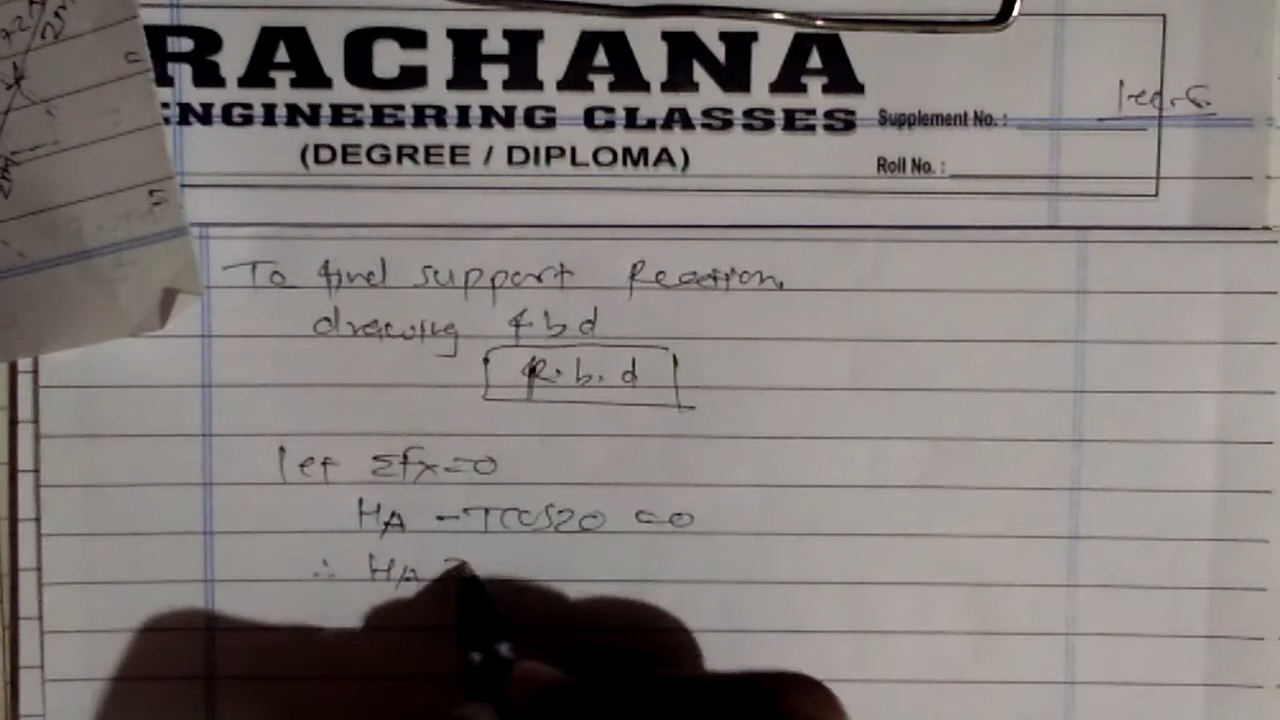 RACHANA
ENGINEERING CLASSES
(DEGREE / DIPLOMA)
Supplement No. :
Roll No. :
To find support Reaction
drawing fbd
F.b.d
let Σfx=0
HA - Tcos20 =0
∴ HA =